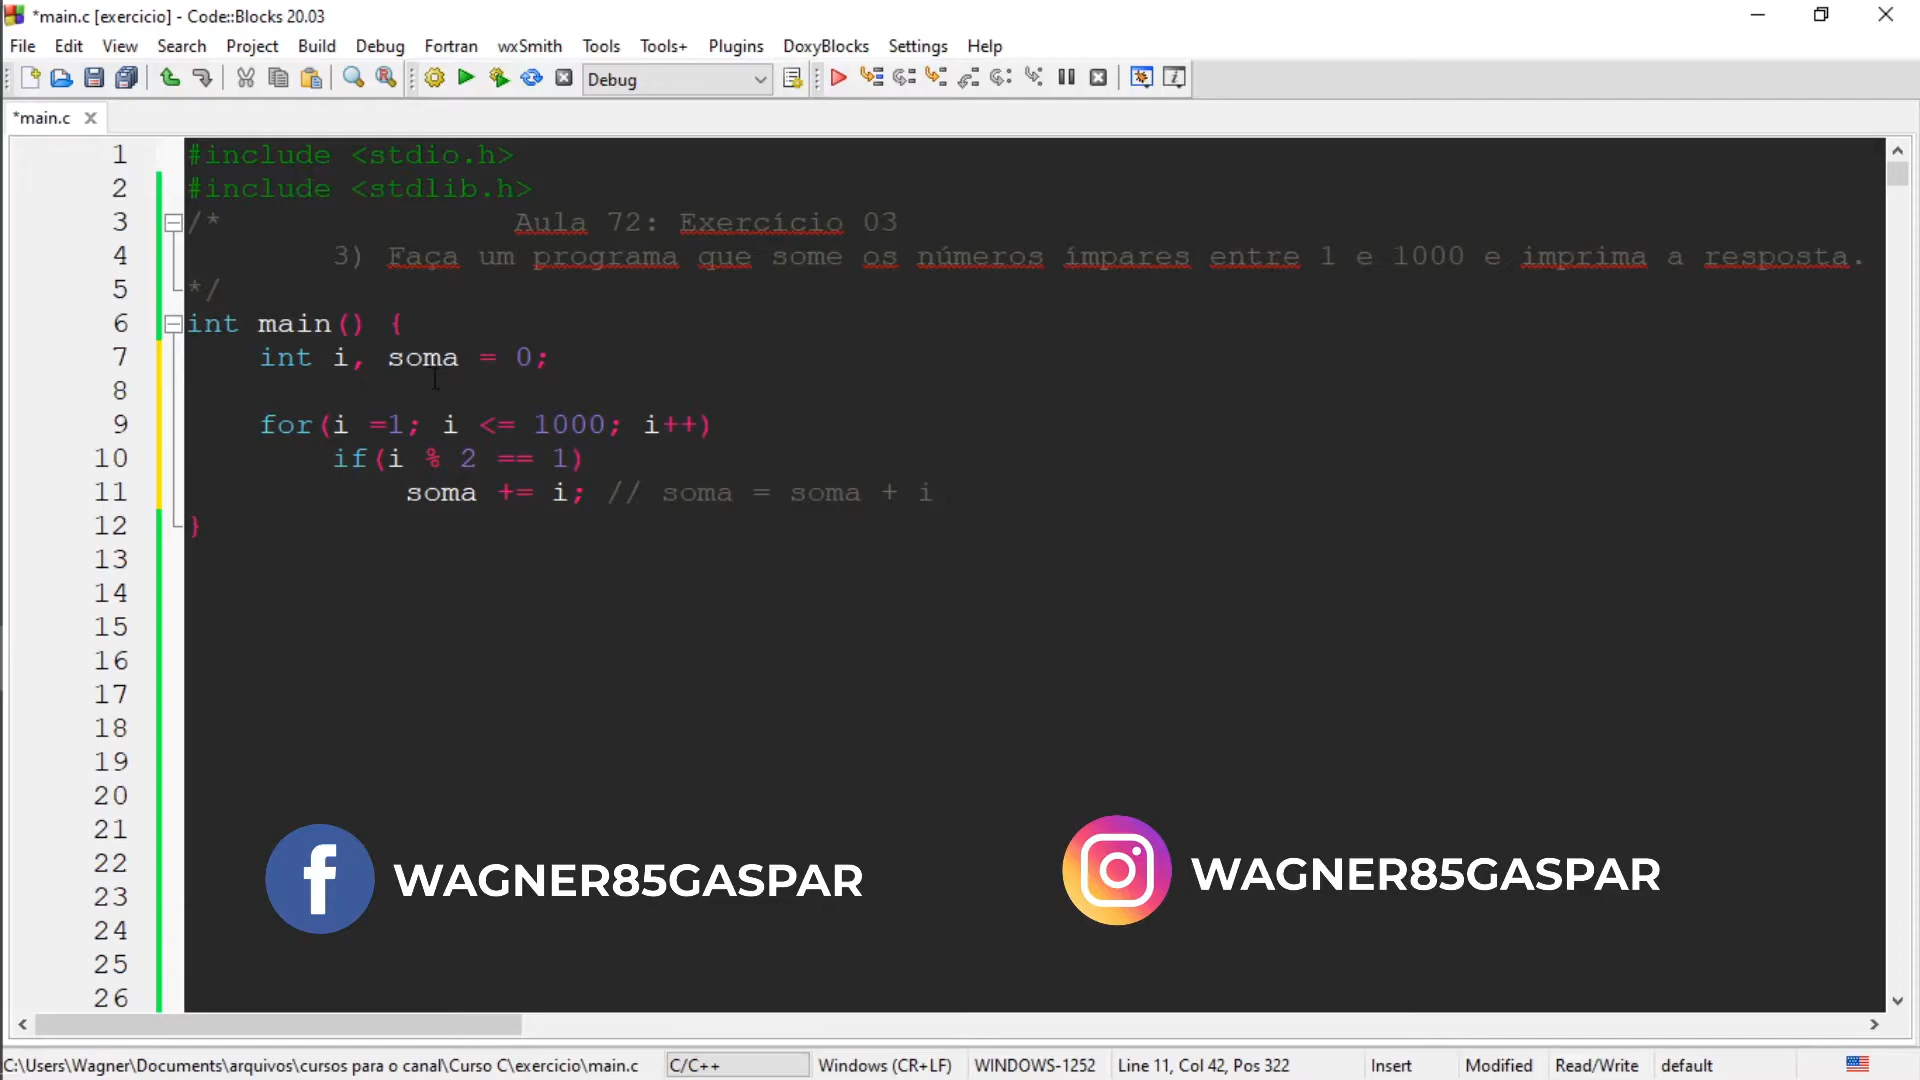 *main.c [exercicio] - Code::Blocks 20.03
File Edit View Search Project Build Debug Fortran wxSmith Tools Tools+ Plugins DoxyBlocks Settings Help
Debug
*main.c
1 #include <stdio.h>
2 #include <stdlib.h>
3 /* Aula 72: Exercício 03
4 3) Faça um programa que some os números ímpares entre 1 e 1000 e imprima a resposta.
5 */
6 int main() {
7 int i, soma = 0;
8
9 for(i =1; i <= 1000; i++)
10 if(i % 2 == 1)
11 soma += i; // soma = soma + i
12 }
13
14
15
16
17
18
19
20
21
22
23
24
25
26
WAGNER85GASPAR WAGNER85GASPAR
C:\Users\Wagner\Documents\arquivos\cursos para o canal\Curso C\exercicio\main.c C/C++ Windows (CR+LF) WINDOWS-1252 Line 11, Col 42, Pos 322 Insert Modified Read/Write default